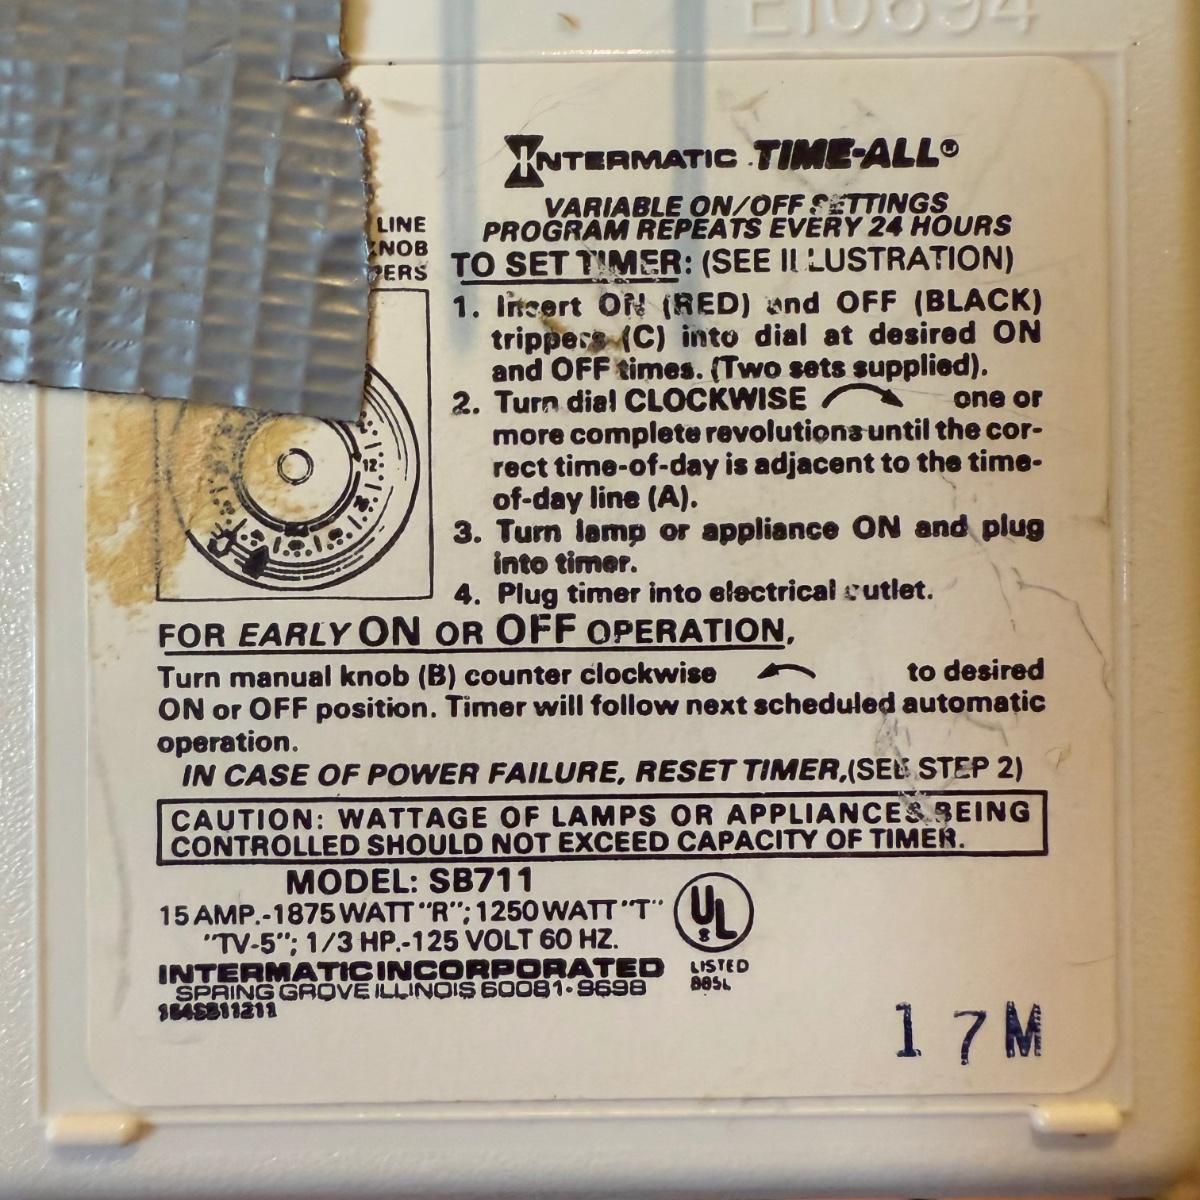 E10694
INTERMATIC TIME-ALL®
VARIABLE ON/OFF SETTINGS
PROGRAM REPEATS EVERY 24 HOURS
LINE
KNOB
TO SET TIMER: (SEE ILLUSTRATION)
1. Insert ON (RED) and OFF (BLACK)
trippers (C) into dial at desired ON
and OFF times. (Two sets supplied).
2. Turn dial CLOCKWISE one or
more complete revolutions until the cor-
rect time-of-day is adjacent to the time-
of-day line (A).
3. Turn lamp or appliance ON and plug
into timer.
4. Plug timer into electrical outlet.
12
FOR EARLY ON OR OFF OPERATION,
Turn manual knob (B) counter clockwise to desired
ON or OFF position. Timer will follow next scheduled automatic
operation.
IN CASE OF POWER FAILURE, RESET TIMER,(SEE STEP 2)
CAUTION: WATTAGE OF LAMPS OR APPLIANCES BEING
CONTROLLED SHOULD NOT EXCEED CAPACITY OF TIMER.
MODEL: SB711
15 AMP.-1875 WATT "R"; 1250 WATT "T"
"TV-5"; 1/3 HP.-125 VOLT 60 HZ.
UL
LISTED
885L
INTERMATIC INCORPORATED
SPRING GROVE ILLINOIS 60081-9698
17M